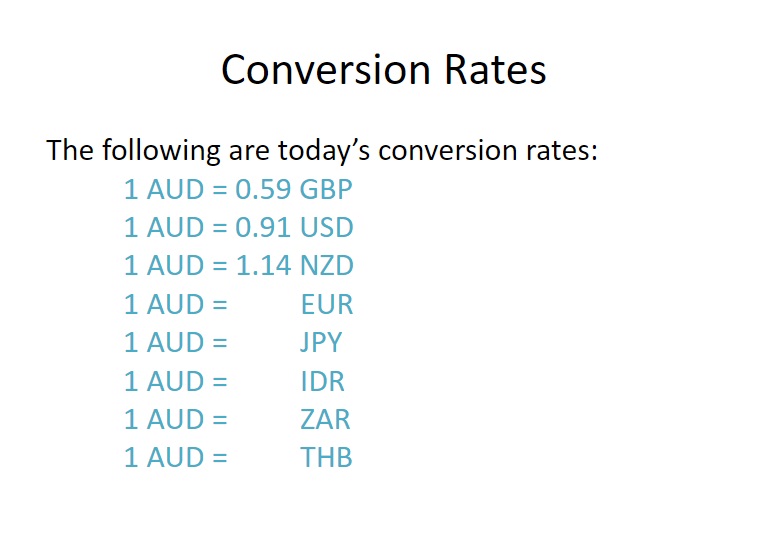 Conversion Rates
The following are today’s conversion rates:
1 AUD = 0.59 GBP
1 AUD = 0.91 USD
1 AUD = 1.14 NZD
1 AUD = EUR
1 AUD = JPY
1 AUD = IDR
1 AUD = ZAR
1 AUD = THB